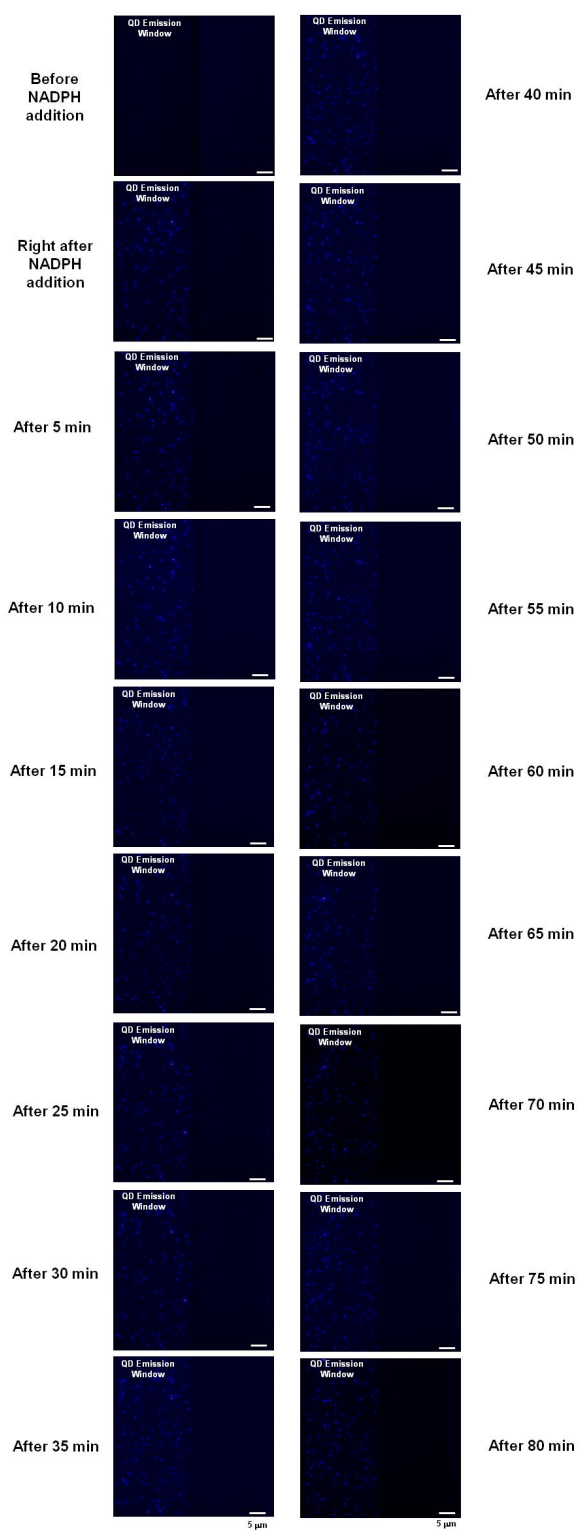 QD Emission
Window
Before
NADPH
addition
QD Emission
Window
Right after
NADPH
addition
QD Emission
Window
After 5 min
QD Emission
Window
After 10 min
QD Emission
Window
After 15 min
QD Emission
Window
After 20 min
QD Emission
Window
After 25 min
QD Emission
Window
After 30 min
QD Emission
Window
After 35 min
5 µm
QD Emission
Window
After 40 min
QD Emission
Window
After 45 min
QD Emission
Window
After 50 min
QD Emission
Window
After 55 min
QD Emission
Window
After 60 min
QD Emission
Window
After 65 min
QD Emission
Window
After 70 min
QD Emission
Window
After 75 min
QD Emission
Window
After 80 min
5 µm